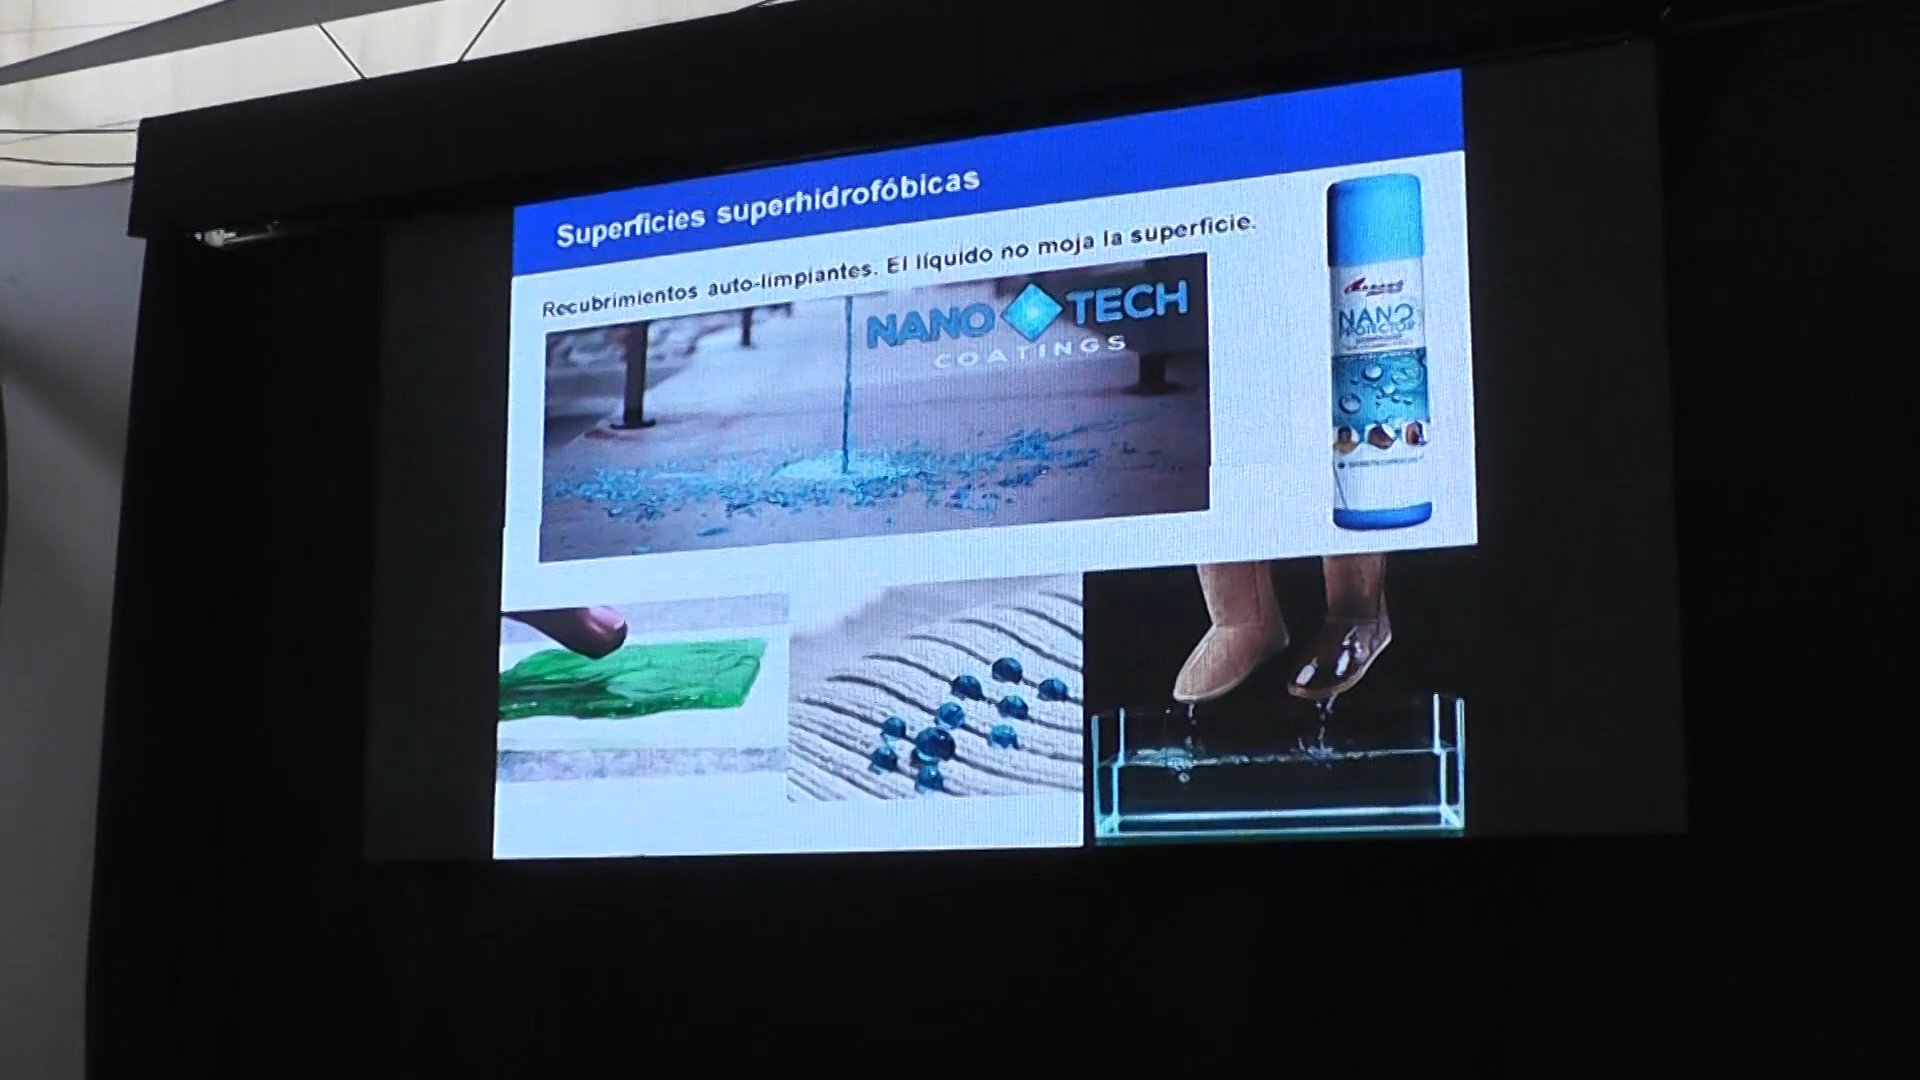 Superficies superhidrofóbicas
Recubrimientos auto-limpiantes. El líquido no moja la superficie.
NANO TECH
COATINGS
NANO
PROTECTOR